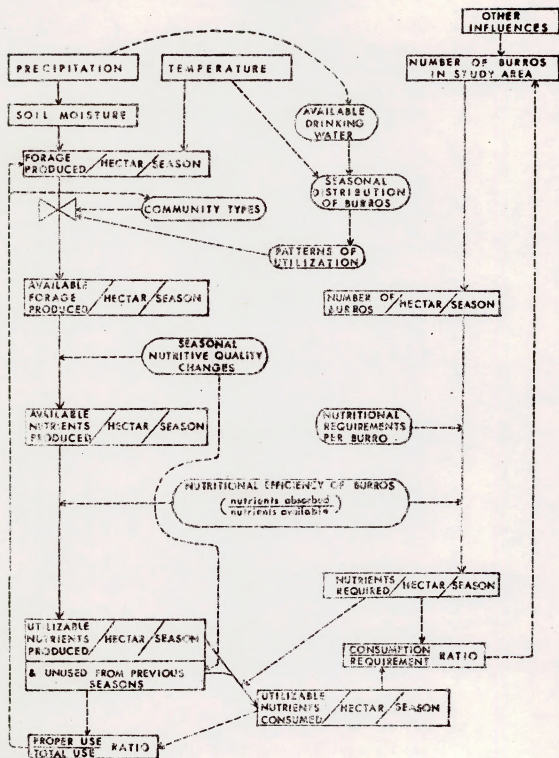 OTHER
INFLUENCES
PRECIPITATION
TEMPERATURE
NUMBER OF BURROS
IN STUDY AREA
SOIL MOISTURE
AVAILABLE
DRINKING
WATER
FORAGE
PRODUCED / HECTAR / SEASON
SEASONAL
DISTRIBUTION
OF BURROS
COMMUNITY TYPES
PATTERNS OF
UTILIZATION
AVAILABLE
FORAGE / HECTAR / SEASON
PRODUCED
NUMBER OF / HECTAR / SEASON
BURROS
SEASONAL
NUTRITIVE QUALITY
CHANGES
AVAILABLE
NUTRIENTS / HECTAR / SEASON
PRODUCED
NUTRITIONAL
REQUIREMENTS
PER BURRO
NUTRITIONAL EFFICIENCY OF BURROS
(nutrients absorbed
nutrients available)
NUTRIENTS / HECTAR / SEASON
REQUIRED
UTILIZABLE
NUTRIENTS / HECTAR / SEASON
PRODUCED
& UNUSED FROM PREVIOUS
SEASONS
CONSUMPTION
REQUIREMENT RATIO
UTILIZABLE
NUTRIENTS / HECTAR / SEASON
CONSUMED
PROPER USE
TOTAL USE RATIO